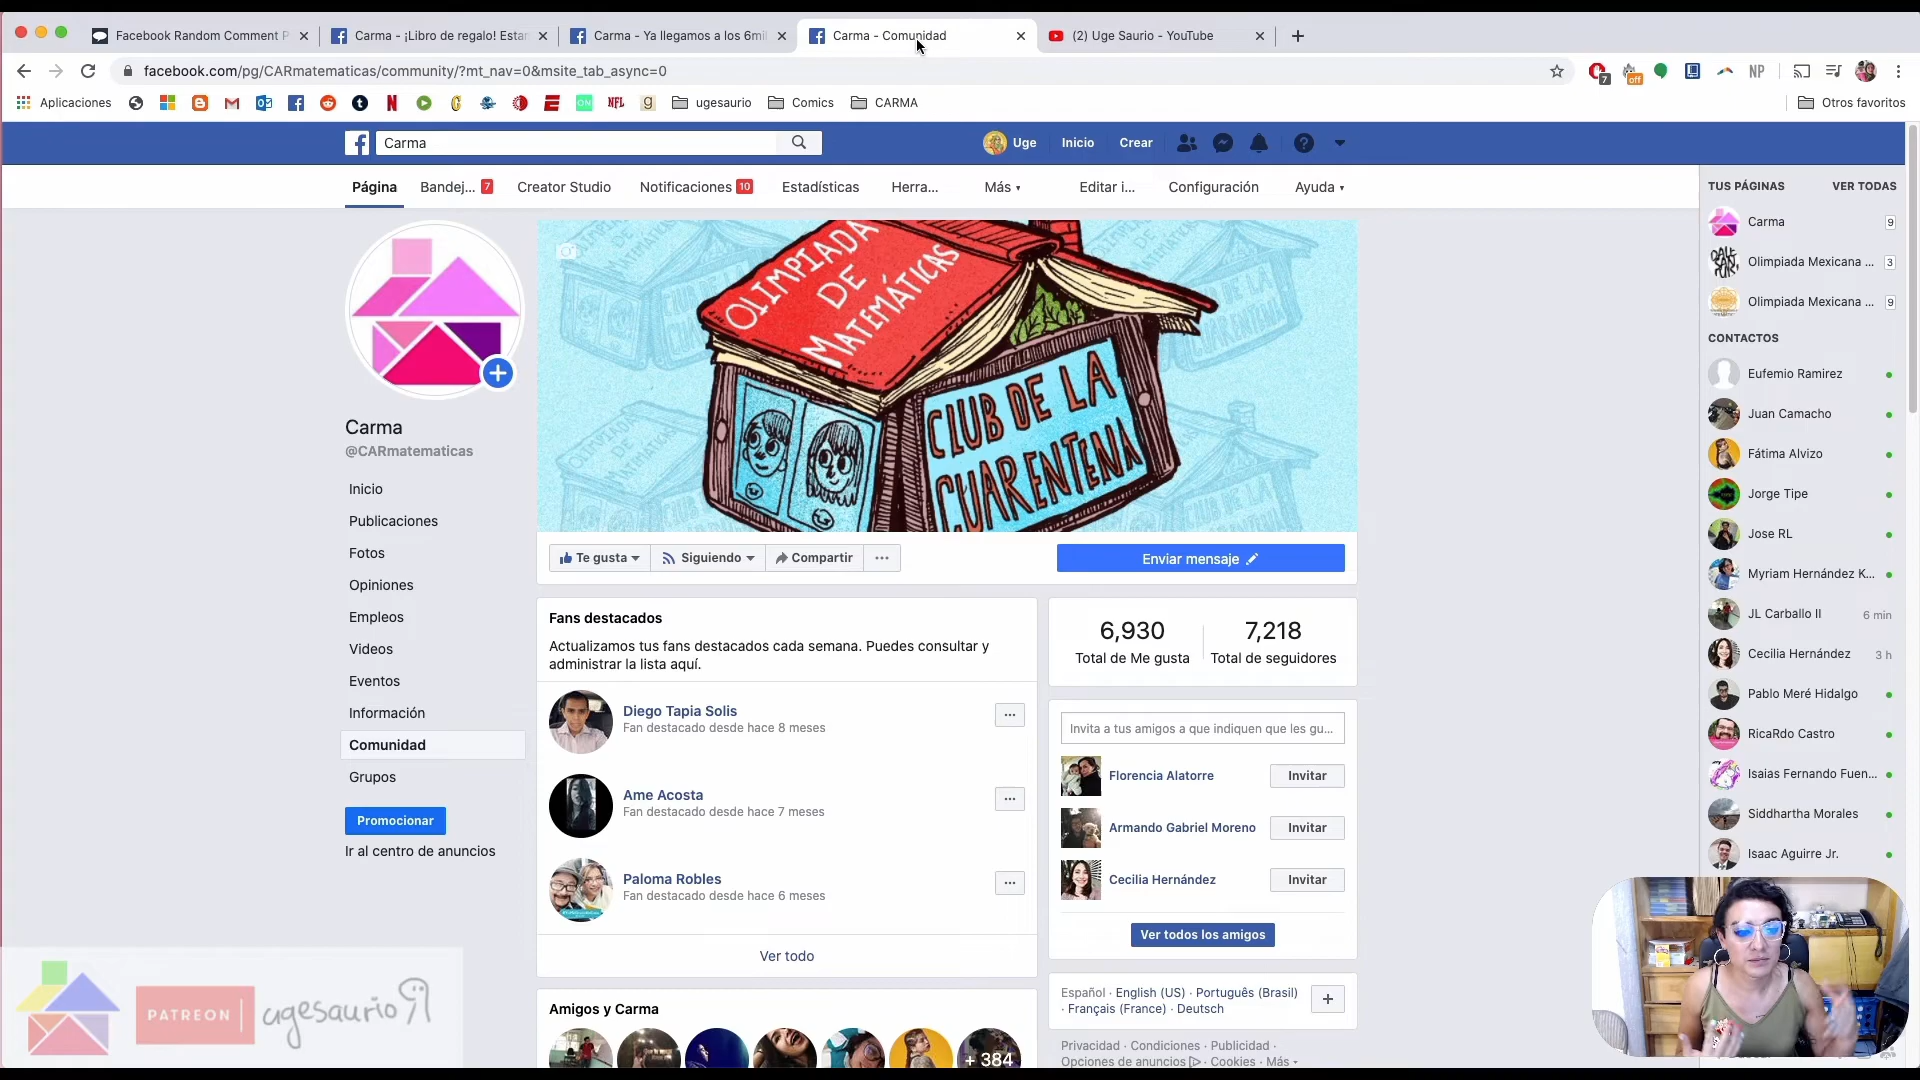 Facebook Random Comment P
Carma - ¡Libro de regalo! Estam
Carma - Ya llegamos a los 6mil
Carma - Comunidad
(2) Uge Saurio - YouTube
facebook.com/pg/CARmatematicas/community/?mt_nav=0&msite_tab_async=0
7
off
NP
Aplicaciones
NFL
ugesaurio
Comics
CARMA
Otros favoritos
Carma
Uge
Inicio
Crear
Página
Bandej... 7
Creator Studio
Notificaciones 10
Estadísticas
Herra...
Más
Editar i...
Configuración
Ayuda
Carma
@CARmatematicas
Inicio
Publicaciones
Fotos
Opiniones
Empleos
Videos
Eventos
Información
Comunidad
Grupos
Promocionar
Ir al centro de anuncios
OLIMPIADA
DE
MATEMÁTICAS
CLUB DE LA
CUARENTENA
Te gusta
Siguiendo
Compartir
Enviar mensaje
Fans destacados
Actualizamos tus fans destacados cada semana. Puedes consultar y
administrar la lista aquí.
Diego Tapia Solis
Fan destacado desde hace 8 meses
Ame Acosta
Fan destacado desde hace 7 meses
Paloma Robles
Fan destacado desde hace 6 meses
Ver todo
Amigos y Carma
+ 384
6,930
Total de Me gusta
7,218
Total de seguidores
Invita a tus amigos a que indiquen que les gu...
Florencia Alatorre
Invitar
Armando Gabriel Moreno
Invitar
Cecilia Hernández
Invitar
Ver todos los amigos
Español · English (US) · Português (Brasil)
· Français (France) · Deutsch
Privacidad · Condiciones · Publicidad ·
Opciones de anuncios · Cookies · Más
TUS PÁGINAS
VER TODAS
Carma 9
Olimpiada Mexicana ... 3
Olimpiada Mexicana ... 9
CONTACTOS
Eufemio Ramirez
Juan Camacho
Fátima Alvizo
Jorge Tipe
Jose RL
Myriam Hernández K...
JL Carballo II 6 min
Cecilia Hernández 3 h
Pablo Meré Hidalgo
RicaRdo Castro
Isaias Fernando Fuen...
Siddhartha Morales
Isaac Aguirre Jr.
PATREON
ugesaurio